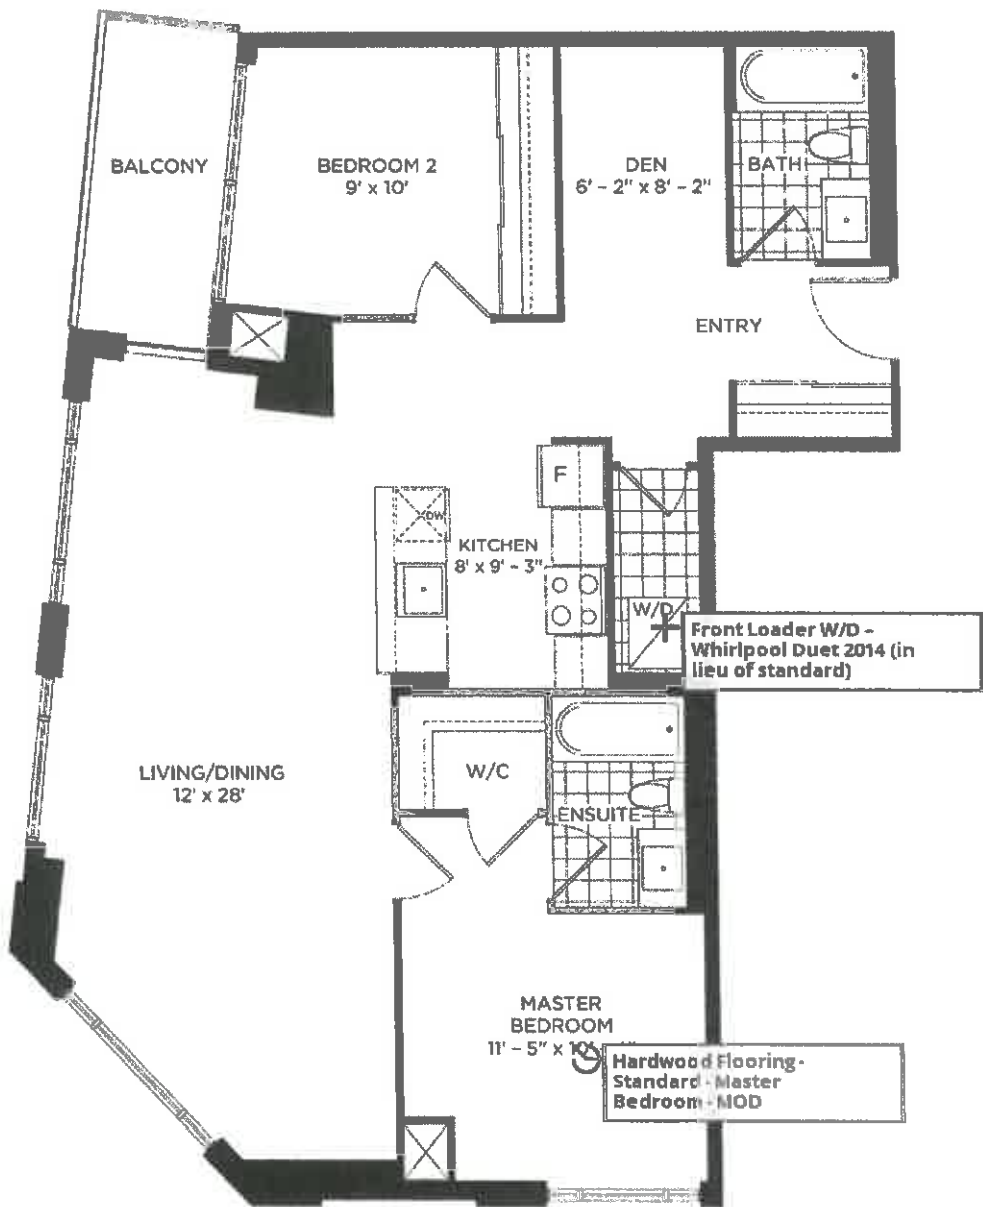 BALCONY
BEDROOM 2
9' x 10'
DEN
6' - 2" x 8' - 2"
BATH
ENTRY
F
DW
KITCHEN
8' x 9' - 3"
W/D
Front Loader W/D -
Whirlpool Duet 2014 (in
lieu of standard)
LIVING/DINING
12' x 28'
W/C
ENSUITE
MASTER
BEDROOM
11' - 5" x
Hardwood Flooring -
Standard - Master
Bedroom - MOD